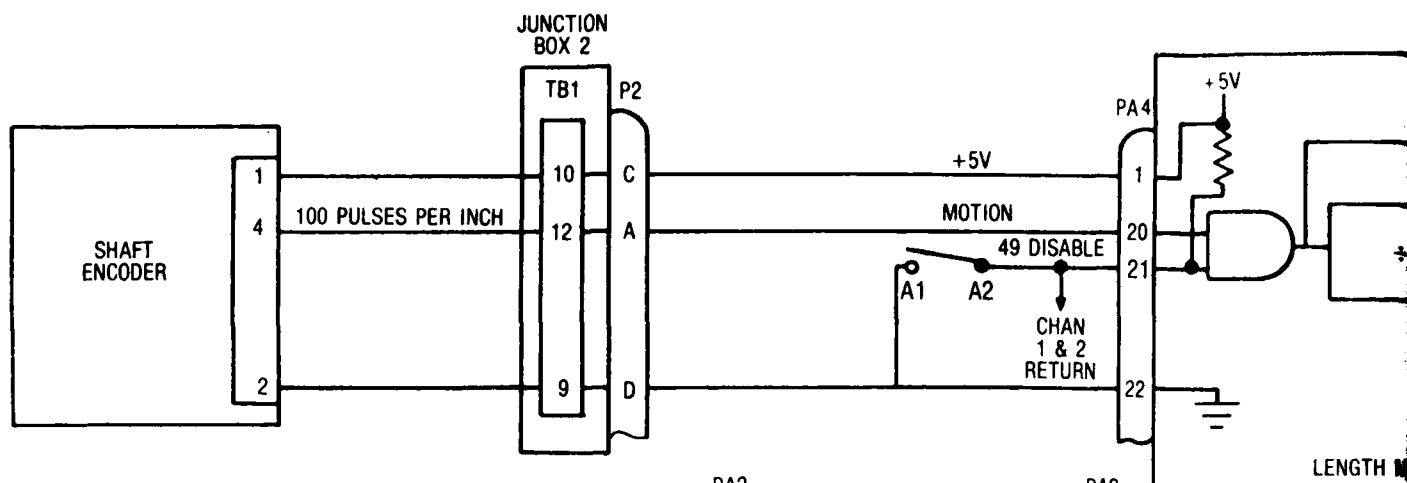 JUNCTION
BOX 2
TB1
P2
+5V
PA4
1
10
C
+5V
1
4
100 PULSES PER INCH
12
A
MOTION
20
SHAFT
ENCODER
49 DISABLE
21
÷
A1
A2
CHAN
1 & 2
RETURN
2
9
D
22
LENGTH